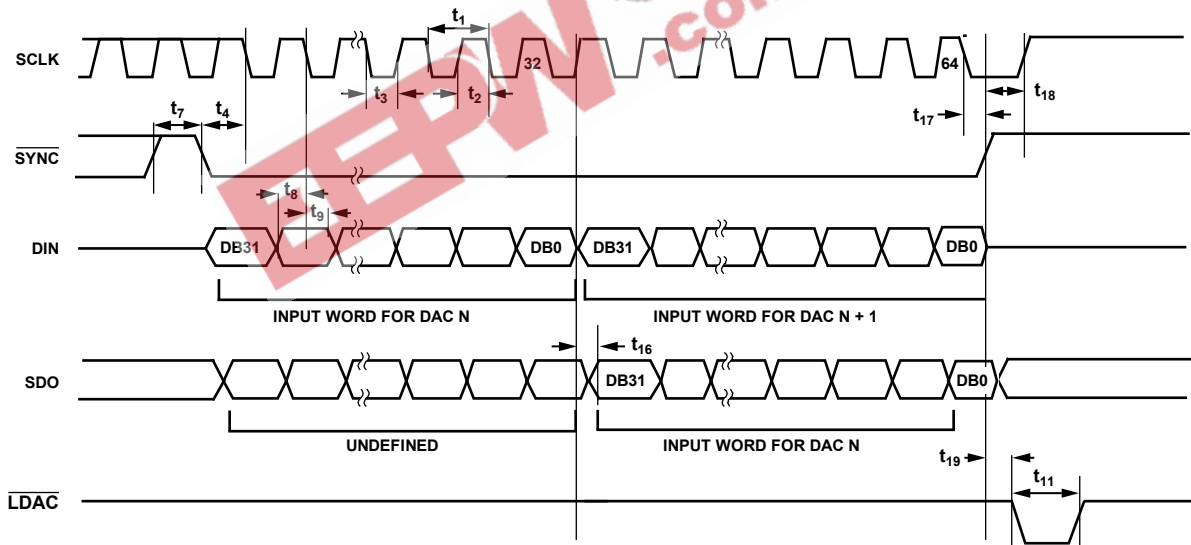 t1
SCLK
32
64
t3
t2
t18
t17
t7
t4
SYNC
t8
t9
DIN
DB31
DB0
DB31
DB0
INPUT WORD FOR DAC N
INPUT WORD FOR DAC N + 1
t16
SDO
DB31
DB0
UNDEFINED
INPUT WORD FOR DAC N
t19
t11
LDAC
EEPW
.com